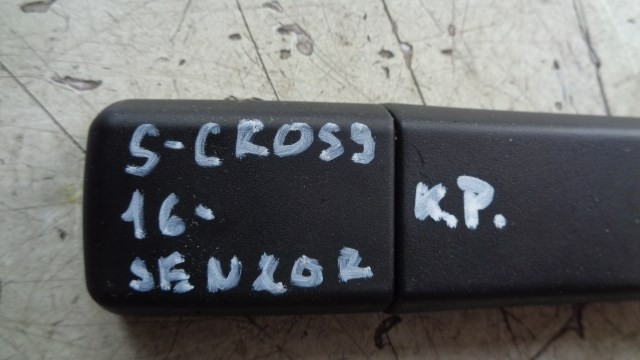 S-CROSS
16-
SENZOR
K.P.